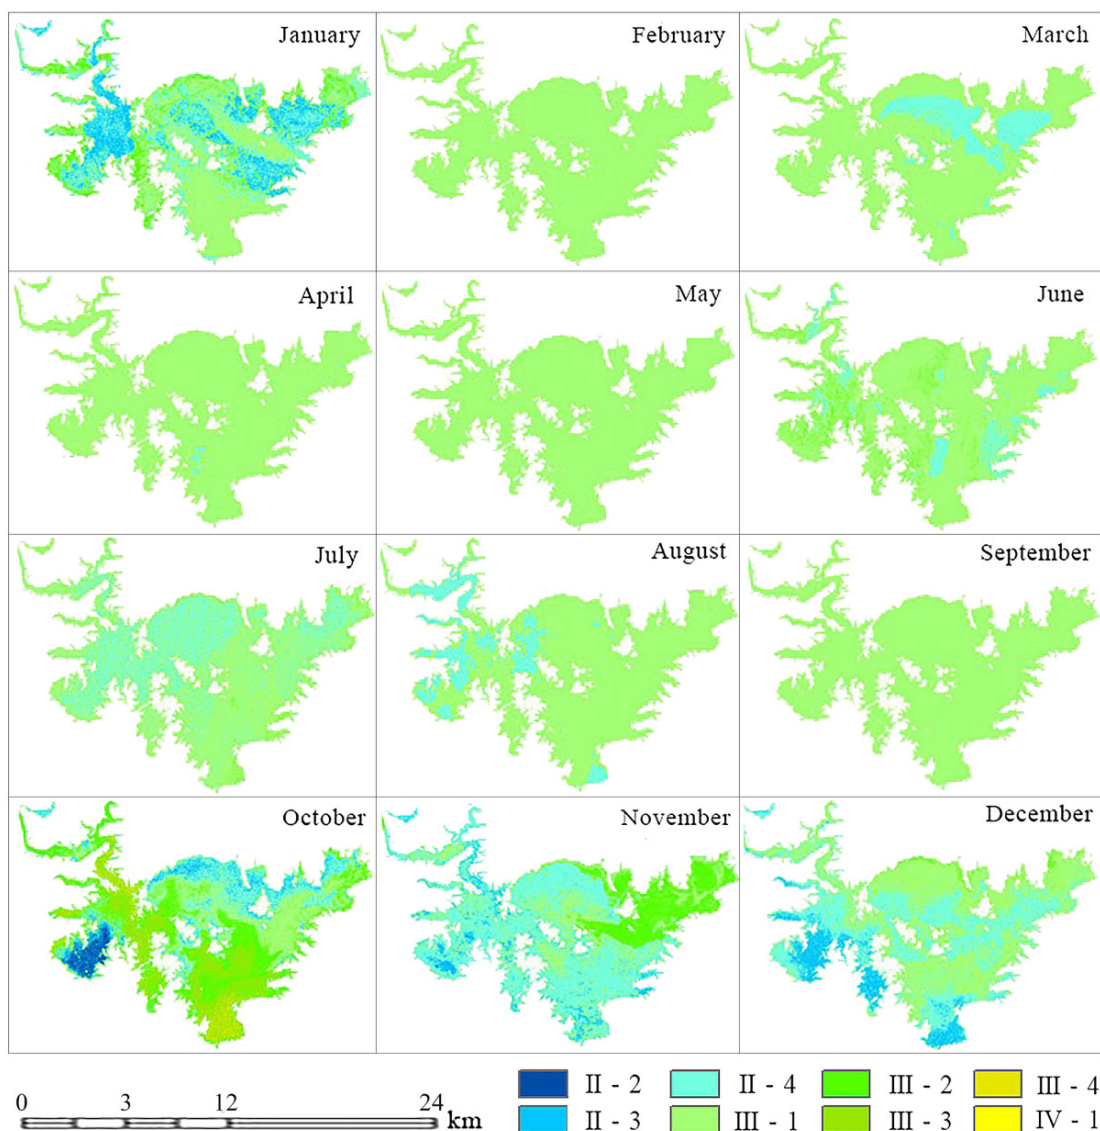 January
February
March
April
May
June
July
August
September
October
November
December
0 3 12 24 km
II - 2
II - 4
III - 2
III - 4
II - 3
III - 1
III - 3
IV - 1